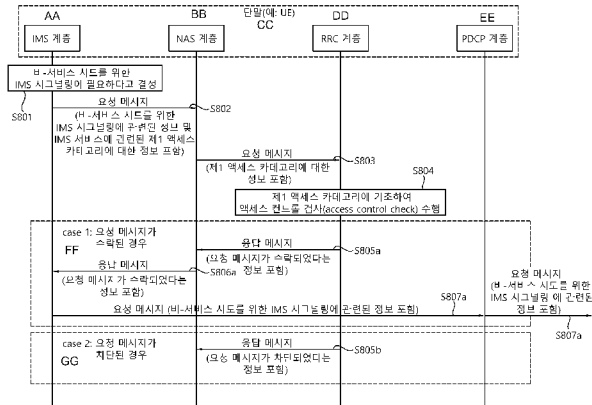 AA
BB
단말(예: UE)
CC
DD
EE
IMS 계층
NAS 계층
RRC 계층
PDCP 계층
비-서비스 시도를 위한
IMS 시그널링이 필요하다고 결정
S801
요청 메시지
S802
(비-서비스 시도를 위한
IMS 시그널링에 관련된 정보 및
IMS 서비스에 관련된 제1 액세스
카테고리에 대한 정보 포함)
요청 메시지
S803
(제1 액세스 카테고리에 대한
정보 포함)
S804
제1 액세스 카테고리에 기초하여
액세스 컨트롤 검사(access control check) 수행
case 1: 요청 메시지가
수락된 경우
FF
응답 메시지
S805a
(요청 메시지가 수락되었다는
정보 포함)
응답 메시지
S806a
(요청 메시지가 수락되었다는
정보 포함)
요청 메시지
(비-서비스 시도를 위한
IMS 시그널링 에 관련된
정보 포함)
S807a
요청 메시지 (비-서비스 시도를 위한 IMS 시그널링에 관련된 정보 포함)
S807a
case 2: 요청 메시지가
차단된 경우
GG
응답 메시지
S805b
(요청 메시지가 차단되었다는
정보 포함)